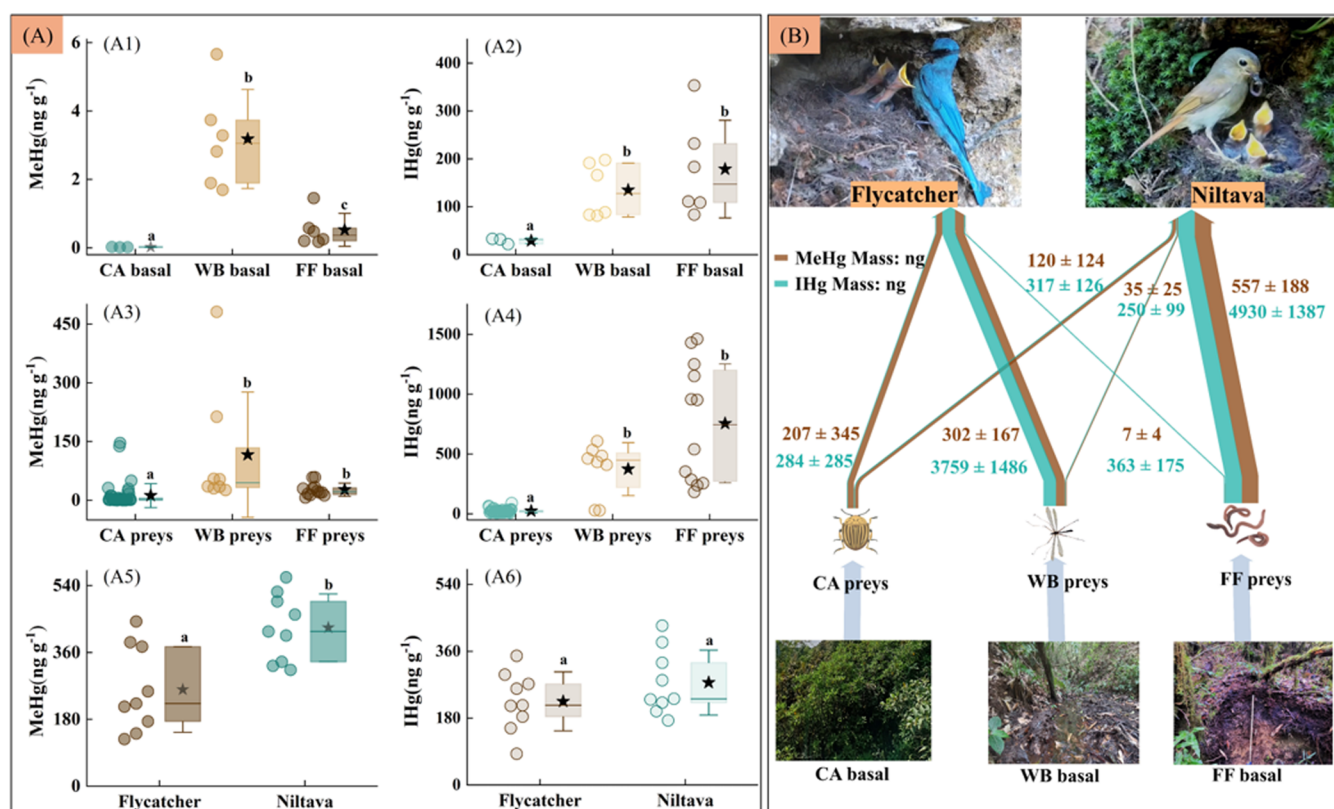 (A)
(A1)
MeHg(ng g⁻¹)
6
4
2
0
a
b
c
CA basal
WB basal
FF basal
(A2)
IHg(ng g⁻¹)
400
300
200
100
0
a
b
b
CA basal
WB basal
FF basal
(A3)
MeHg(ng g⁻¹)
450
300
150
0
a
b
b
CA preys
WB preys
FF preys
(A4)
IHg(ng g⁻¹)
1500
1000
500
0
a
b
b
CA preys
WB preys
FF preys
(A5)
MeHg(ng g⁻¹)
540
360
180
0
a
b
Flycatcher
Niltava
(A6)
IHg(ng g⁻¹)
540
360
180
0
a
a
Flycatcher
Niltava
(B)
Flycatcher
Niltava
MeHg Mass: ng
IHg Mass: ng
120 ± 124
317 ± 126
35 ± 25
250 ± 99
557 ± 188
4930 ± 1387
207 ± 345
284 ± 285
302 ± 167
3759 ± 1486
7 ± 4
363 ± 175
CA preys
WB preys
FF preys
CA basal
WB basal
FF basal